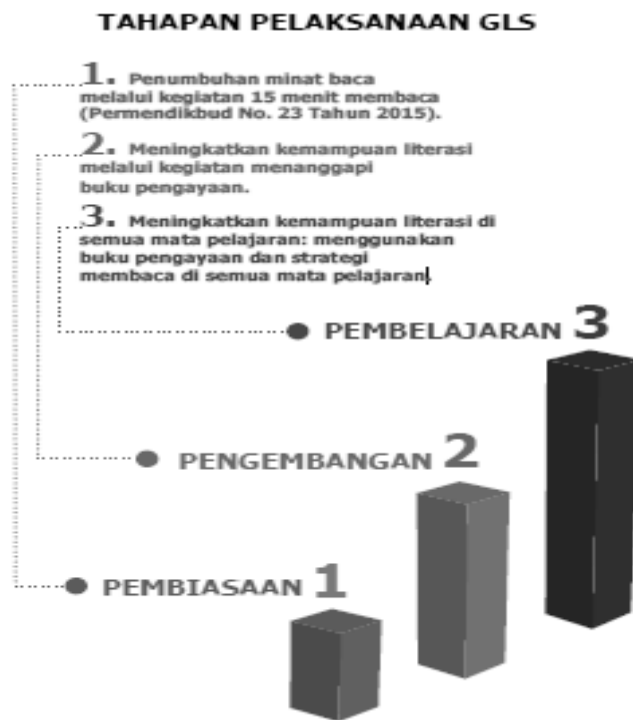 TAHAPAN PELAKSANAAN GLS
1. Penumbuhan minat baca
melalui kegiatan 15 menit membaca
(Permendikbud No. 23 Tahun 2015).
2. Meningkatkan kemampuan literasi
melalui kegiatan menanggapi
buku pengayaan.
3. Meningkatkan kemampuan literasi di
semua mata pelajaran: menggunakan
buku pengayaan dan strategi
membaca di semua mata pelajaran.
PEMBELAJARAN 3
PENGEMBANGAN 2
PEMBIASAAN 1